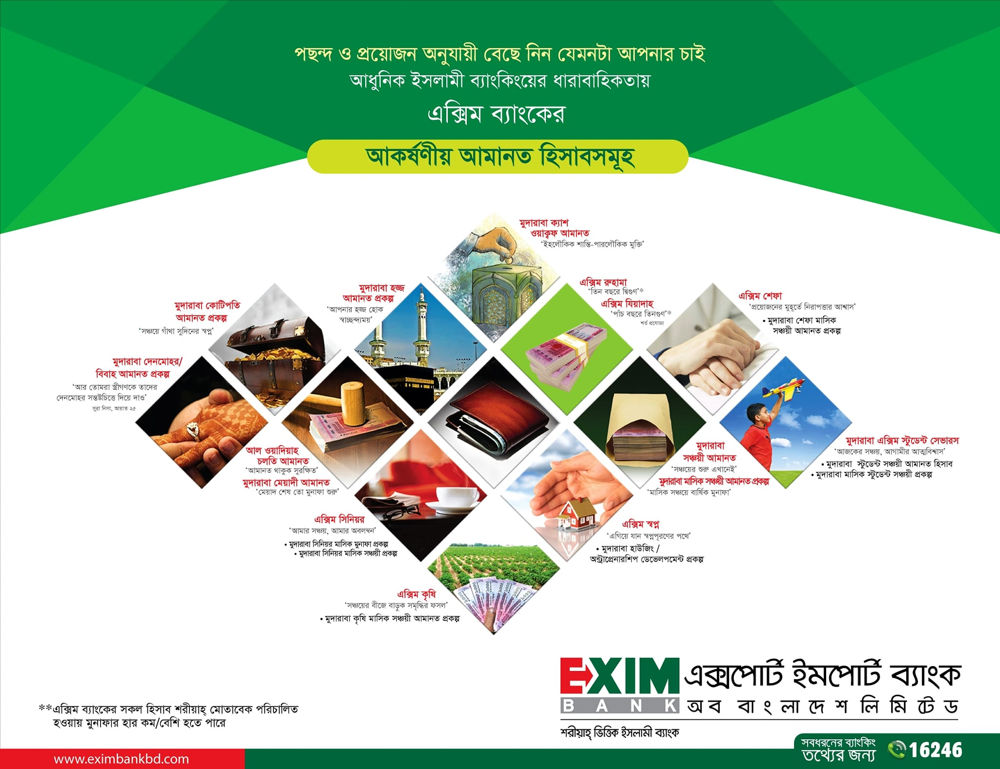 পছন্দ ও প্রয়োজন অনুযায়ী বেছে নিন যেমনটা আপনার চাই
আধুনিক ইসলামী ব্যাংকিংয়ের ধারাবাহিকতায়
এক্সিম ব্যাংকের
আকর্ষণীয় আমানত হিসাবসমূহ
মুদারাবা ক্যাশ
ওয়াক্বফ আমানত
‘ইহলৌকিক শান্তি-পারলৌকিক মুক্তি’
মুদারাবা হজ্জ
আমানত প্রকল্প
‘আপনার হজ্জ হোক
স্বাচ্ছন্দ্যময়’
এক্সিম রুহামা
‘তিন বছরে দ্বিগুণ’*
এক্সিম যিয়াদাহ
‘পাঁচ বছরে তিনগুণ’*
শর্ত প্রযোজ্য
এক্সিম শেফা
‘প্রয়োজনের মুহূর্তে নিরাপত্তার আশ্বাস’
• মুদারাবা শেফা মাসিক
সঞ্চয়ী আমানত প্রকল্প
মুদারাবা কোটিপতি
আমানত প্রকল্প
‘সঞ্চয়ে গাঁথা সুদিনের স্বপ্ন’
মুদারাবা দেনমোহর/
বিবাহ আমানত প্রকল্প
‘আর তোমরা স্ত্রীগণকে তাদের
দেনমোহর সন্তষ্টচিত্তে দিয়ে দাও’
সুরা নিসা, আয়াত ২৫
আল ওয়াদিয়াহ
চলতি আমানত
‘আমানত থাকুক সুরক্ষিত’
মুদারাবা মেয়াদী আমানত
‘মেয়াদ শেষ তো মুনাফা শুরু’
মুদারাবা
সঞ্চয়ী আমানত
‘সঞ্চয়ের শুরু এখানেই’
মুদারাবা মাসিক সঞ্চয়ী আমানত প্রকল্প
‘মাসিক সঞ্চয়ে বার্ষিক মুনাফা’
মুদারাবা এক্সিম স্টুডেন্ট সেভারস
‘আজকের সঞ্চয়, আগামীর আত্মবিশ্বাস’
• মুদারাবা স্টুডেন্ট সঞ্চয়ী আমানত হিসাব
• মুদারাবা মাসিক স্টুডেন্ট সঞ্চয়ী প্রকল্প
এক্সিম সিনিয়র
‘আমার সঞ্চয়, আমার অবলম্বন’
• মুদারাবা সিনিয়র মাসিক মুনাফা প্রকল্প
• মুদারাবা সিনিয়র মাসিক সঞ্চয়ী প্রকল্প
এক্সিম স্বপ্ন
‘এগিয়ে যান স্বপ্নপূরণের পথে’
• মুদারাবা হাউজিং /
অন্ট্রাপ্রেনারশিপ ডেভেলপমেন্ট প্রকল্প
এক্সিম কৃষি
‘সঞ্চয়ের বীজে বাড়ুক সমৃদ্ধির ফসল’
• মুদারাবা কৃষি মাসিক সঞ্চয়ী আমানত প্রকল্প
**এক্সিম ব্যাংকের সকল হিসাব শরীয়াহ্ মোতাবেক পরিচালিত
হওয়ায় মুনাফার হার কম/বেশি হতে পারে
EXIM
BANK
এক্সপোর্ট ইমপোর্ট ব্যাংক
অব বাংলাদেশ লিমিটেড
শরীয়াহ্ ভিত্তিক ইসলামী ব্যাংক
www.eximbankbd.com
সবধরনের ব্যাংকিং
তথ্যের জন্য
16246